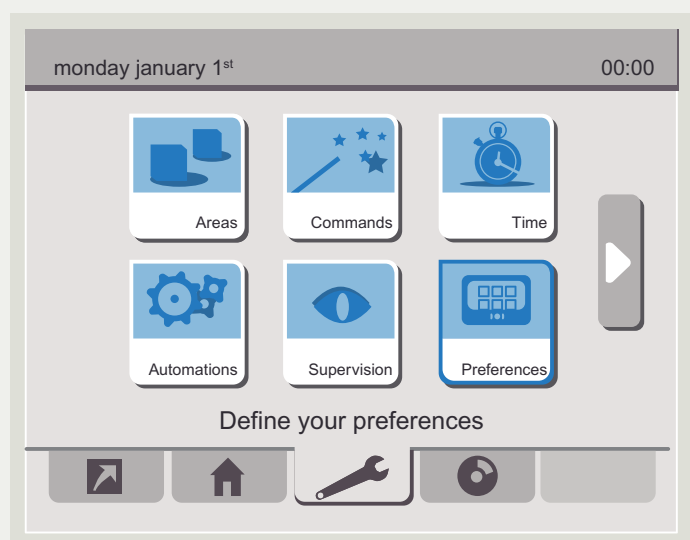 monday january 1st 00:00
Areas Commands Time
Automations Supervision Preferences
Define your preferences